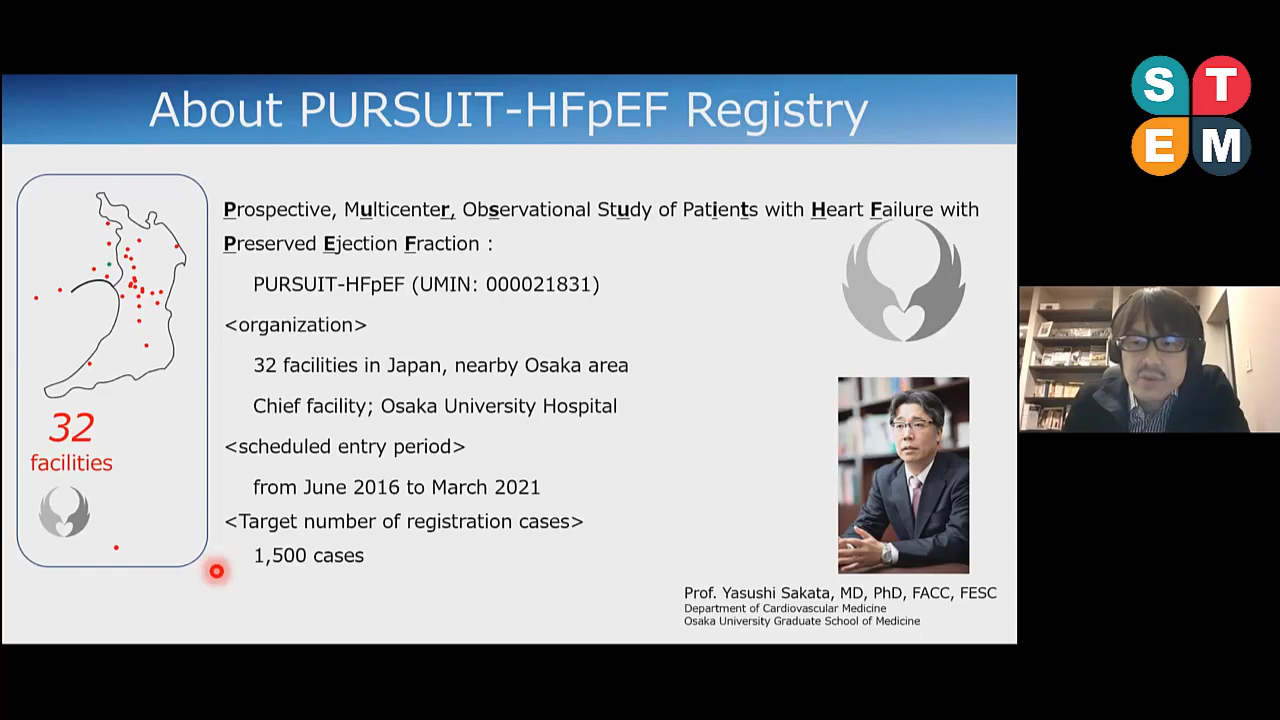 About PURSUIT-HFpEF Registry
Prospective, Multicenter, Observational Study of Patients with Heart Failure with
Preserved Ejection Fraction :
PURSUIT-HFpEF (UMIN: 000021831)
<organization>
32 facilities in Japan, nearby Osaka area
Chief facility; Osaka University Hospital
<scheduled entry period>
from June 2016 to March 2021
<Target number of registration cases>
1,500 cases
32
facilities
Prof. Yasushi Sakata, MD, PhD, FACC, FESC
Department of Cardiovascular Medicine
Osaka University Graduate School of Medicine
S T
E M